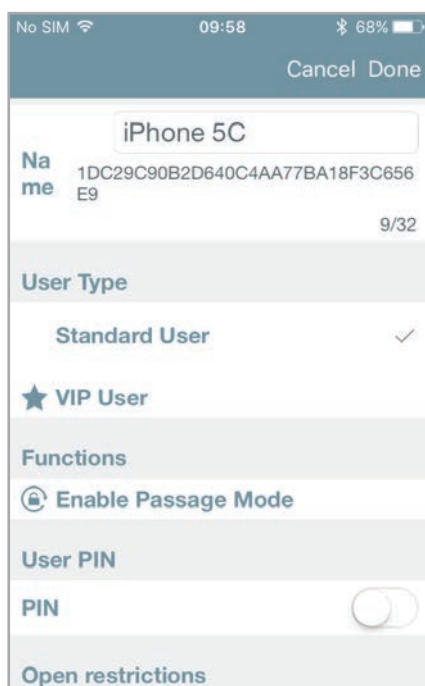 No SIM 09:58 68%
Cancel Done
iPhone 5C
Na
me
1DC29C90B2D640C4AA77BA18F3C656
E9
9/32
User Type
Standard User
VIP User
Functions
Enable Passage Mode
User PIN
PIN
Open restrictions